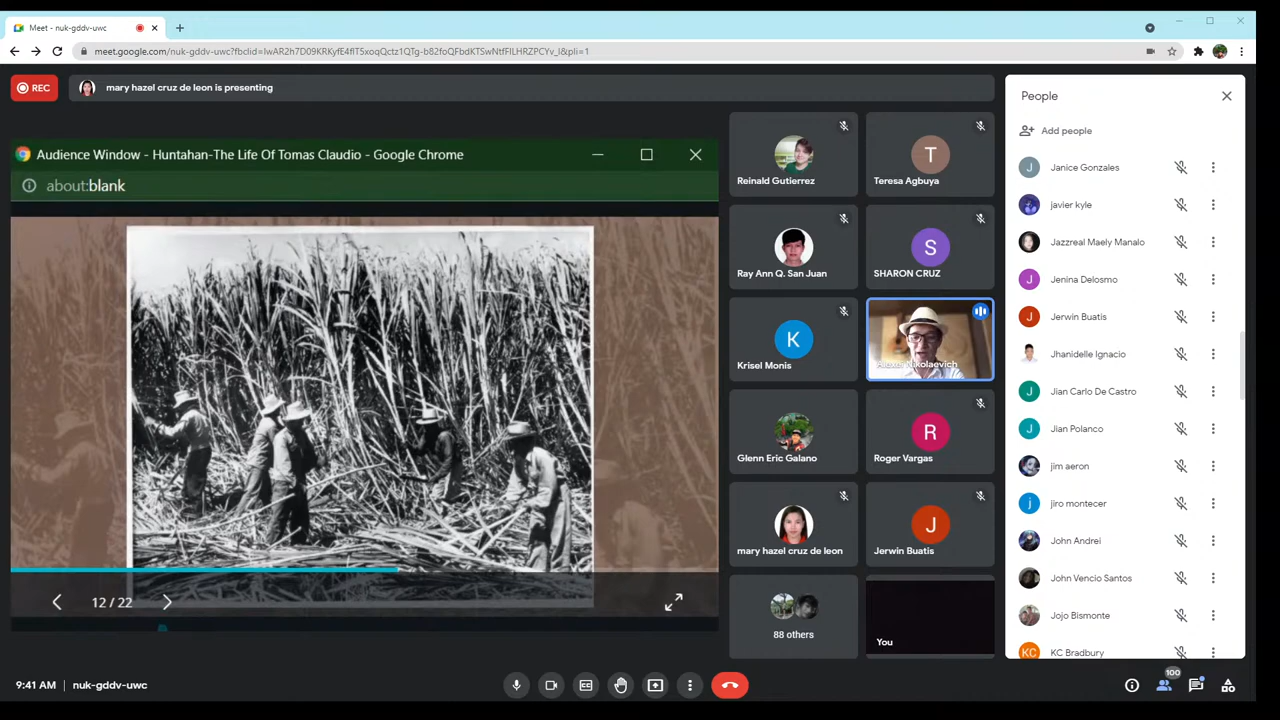 Meet - nuk-gddv-uwc
meet.google.com/nuk-gddv-uwc?fbclid=IwAR2h7D09KRKyfE4flT5xoqQctz1QTg-b82foQFbdKTSwNtfFILHRZPCYv_I&pli=1
REC
mary hazel cruz de leon is presenting
Audience Window - Huntahan-The Life Of Tomas Claudio - Google Chrome
about:blank
12 / 22
Reinald Gutierrez
T
Teresa Agbuya
Ray Ann Q. San Juan
S
SHARON CRUZ
K
Krisel Monis
Alexei Nikolaevich
Glenn Eric Galano
R
Roger Vargas
mary hazel cruz de leon
J
Jerwin Buatis
88 others
You
People
Add people
J
Janice Gonzales
javier kyle
Jazzreal Maely Manalo
J
Jenina Delosmo
J
Jerwin Buatis
Jhanidelle Ignacio
J
Jian Carlo De Castro
J
Jian Polanco
jim aeron
j
jiro montecer
John Andrei
John Vencio Santos
Jojo Bismonte
KC
KC Bradbury
9:41 AM
nuk-gddv-uwc
100